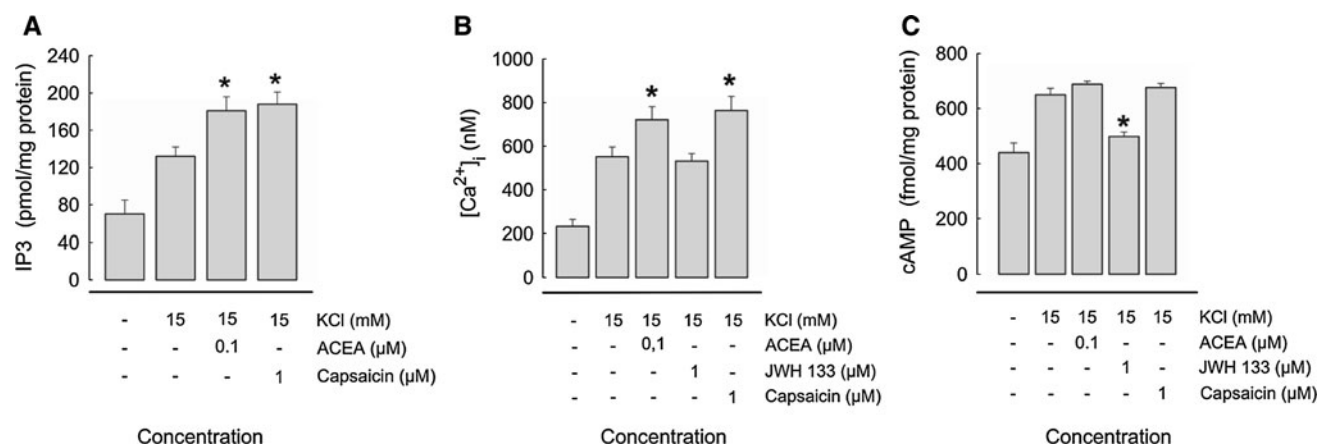 A
IP3 (pmol/mg protein)
240
200
160
120
80
40
0
* *
- 15 15 15 KCl (mM)
- - 0.1 - ACEA (µM)
- - - 1 Capsaicin (µM)
Concentration
B
[Ca2+]i (nM)
1000
800
600
400
200
0
* *
- 15 15 15 15 KCl (mM)
- - 0,1 - - ACEA (µM)
- - - 1 - JWH 133 (µM)
- - - - 1 Capsaicin (µM)
Concentration
C
cAMP (fmol/mg protein)
800
600
400
200
0
*
- 15 15 15 15 KCl (mM)
- - 0.1 - - ACEA (µM)
- - - 1 - JWH 133 (µM)
- - - - 1 Capsaicin (µM)
Concentration